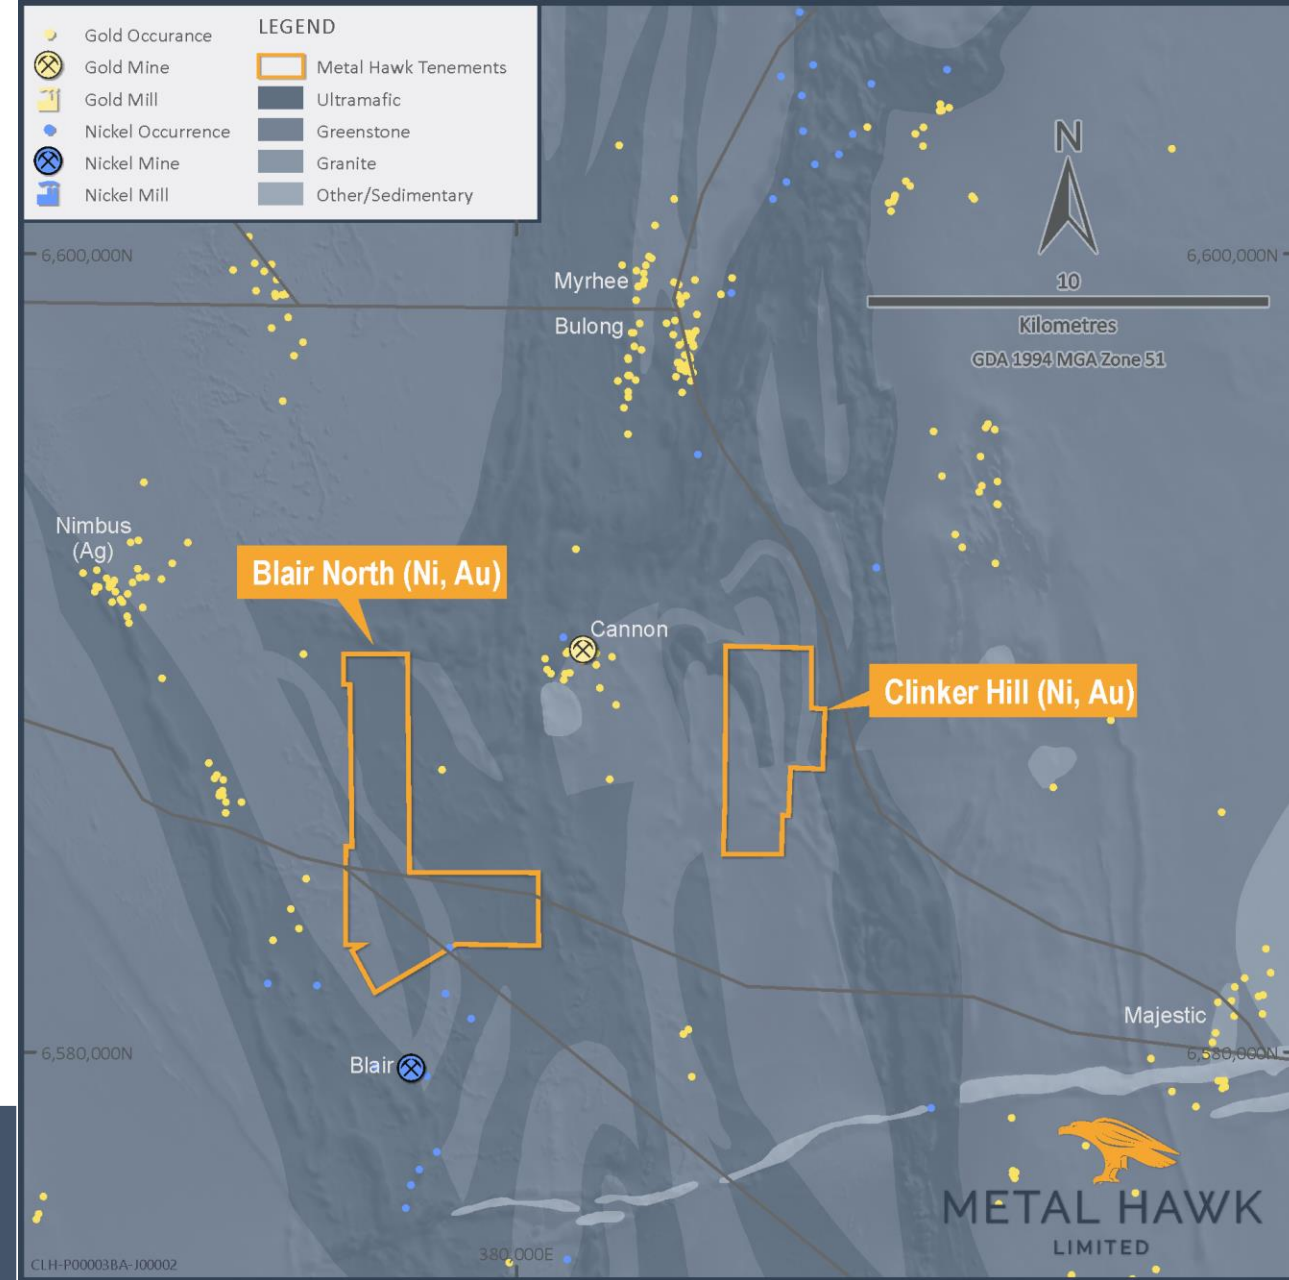 LEGEND
Gold Occurance
Gold Mine
Gold Mill
Nickel Occurrence
Nickel Mine
Nickel Mill
Metal Hawk Tenements
Ultramafic
Greenstone
Granite
Other/Sedimentary
N
6,600,000N
6,600,000N
10
Kilometres
GDA 1994 MGA Zone 51
Myrhee
Bulong
Nimbus
(Ag)
Blair North (Ni, Au)
Cannon
Clinker Hill (Ni, Au)
Majestic
6,580,000N
6,580,000N
Blair
METAL HAWK
LIMITED
380,000E
CLH-P00003BA-J00002